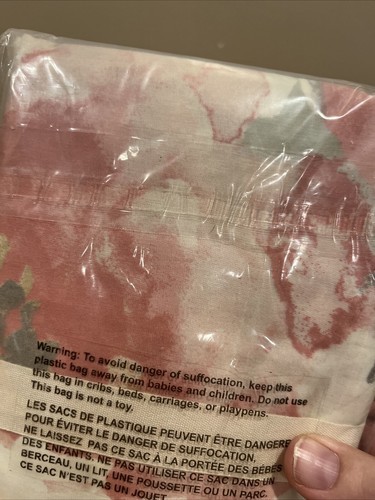 Warning: To avoid danger of suffocation, keep this
plastic bag away from babies and children. Do not use
this bag in cribs, beds, carriages, or playpens.
This bag is not a toy.
LES SACS DE PLASTIQUE PEUVENT ÊTRE DANGERE
POUR ÉVITER LE DANGER DE SUFFOCATION,
NE LAISSEZ PAS CE SAC À LA PORTÉE DES BÉBÉS
DES ENFANTS. NE PAS UTILISER CE SAC DANS UN
BERCEAU, UN LIT, UNE POUSSETTE OU UN PARC.
CE SAC N'EST PAS UN JOUET